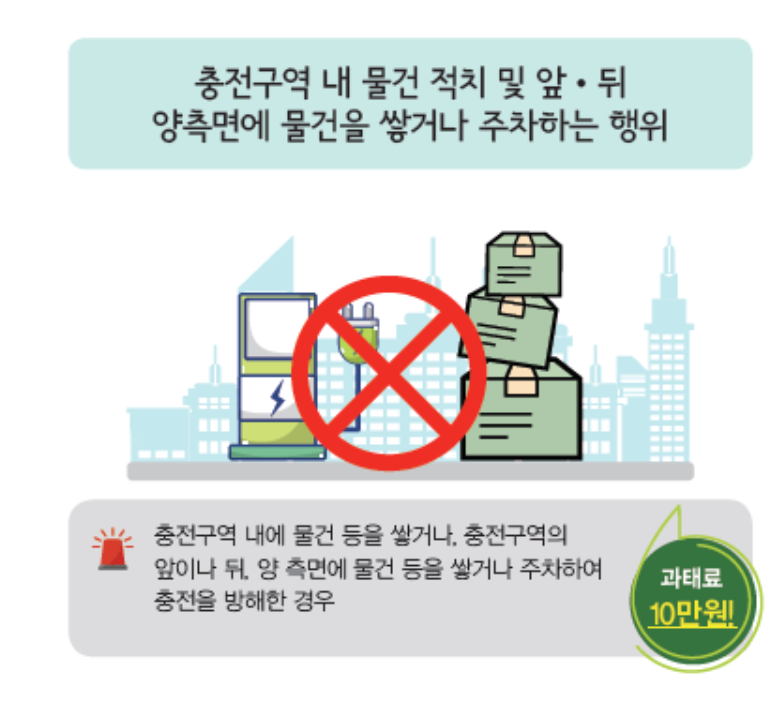 충전구역 내 물건 적치 및 앞•뒤
양측면에 물건을 쌓거나 주차하는 행위
충전구역 내에 물건 등을 쌓거나, 충전구역의
앞이나 뒤, 양 측면에 물건 등을 쌓거나 주차하여
충전을 방해한 경우
과태료
10만원!